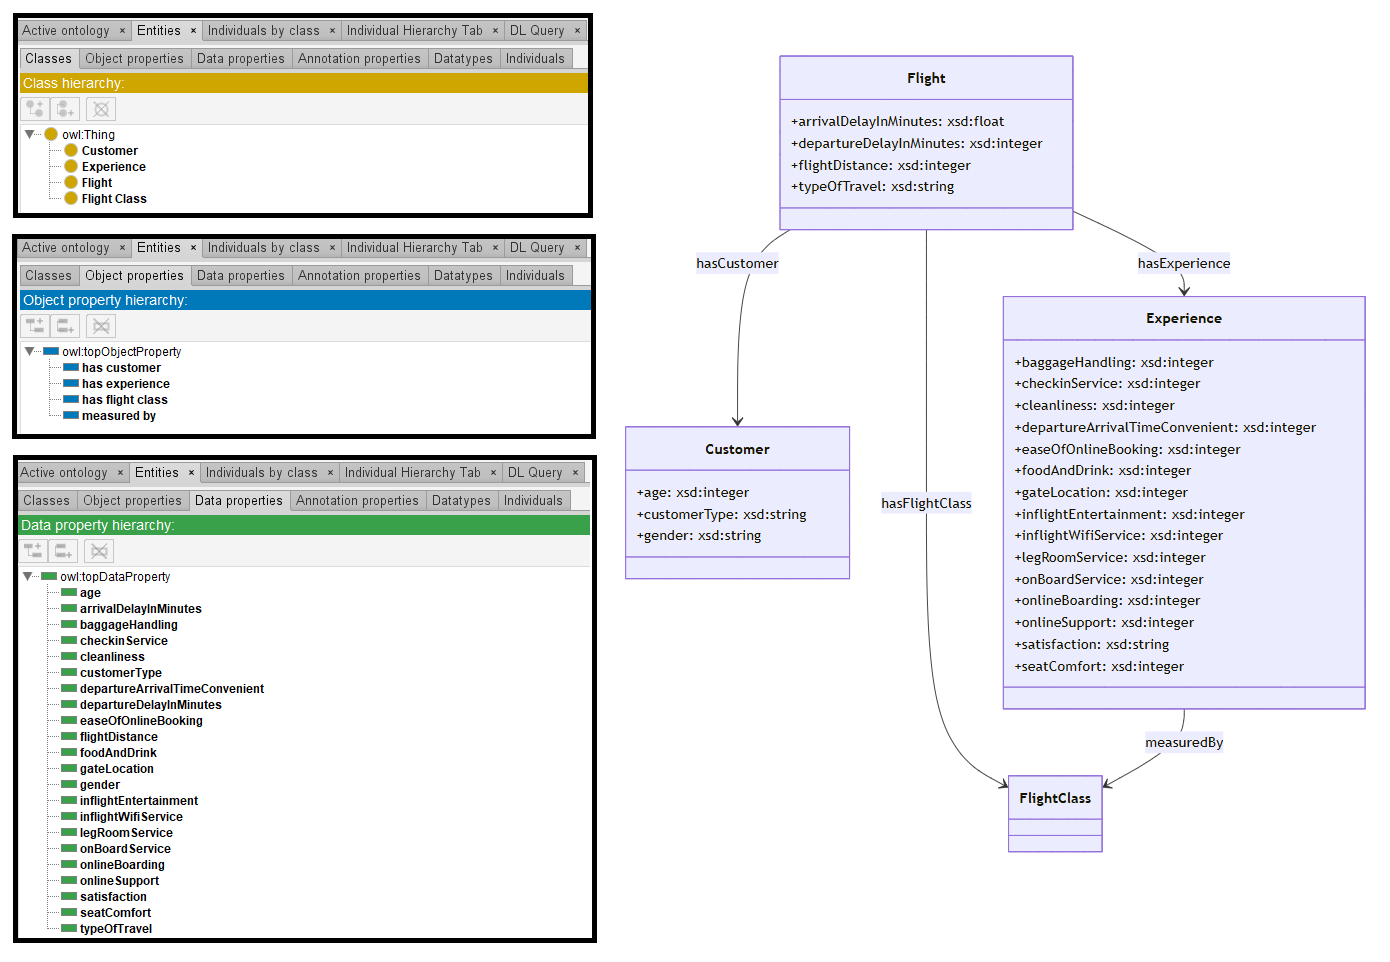 Active ontology × Entities × Individuals by class × Individual Hierarchy Tab × DL Query ×
Classes Object properties Data properties Annotation properties Datatypes Individuals
Class hierarchy:
owl:Thing
Customer
Experience
Flight
Flight Class
Active ontology × Entities × Individuals by class × Individual Hierarchy Tab × DL Query ×
Classes Object properties Data properties Annotation properties Datatypes Individuals
Object property hierarchy:
owl:topObjectProperty
has customer
has experience
has flight class
measured by
Active ontology × Entities × Individuals by class × Individual Hierarchy Tab × DL Query ×
Classes Object properties Data properties Annotation properties Datatypes Individuals
Data property hierarchy:
owl:topDataProperty
age
arrivalDelayInMinutes
baggageHandling
checkinService
cleanliness
customerType
departureArrivalTimeConvenient
departureDelayInMinutes
easeOfOnlineBooking
flightDistance
foodAndDrink
gateLocation
gender
inflightEntertainment
inflightWifiService
legRoomService
onBoardService
onlineBoarding
onlineSupport
satisfaction
seatComfort
typeOfTravel
Flight
+arrivalDelayInMinutes: xsd:float
+departureDelayInMinutes: xsd:integer
+flightDistance: xsd:integer
+typeOfTravel: xsd:string
hasCustomer
hasExperience
Customer
+age: xsd:integer
+customerType: xsd:string
+gender: xsd:string
hasFlightClass
Experience
+baggageHandling: xsd:integer
+checkinService: xsd:integer
+cleanliness: xsd:integer
+departureArrivalTimeConvenient: xsd:integer
+easeOfOnlineBooking: xsd:integer
+foodAndDrink: xsd:integer
+gateLocation: xsd:integer
+inflightEntertainment: xsd:integer
+inflightWifiService: xsd:integer
+legRoomService: xsd:integer
+onBoardService: xsd:integer
+onlineBoarding: xsd:integer
+onlineSupport: xsd:integer
+satisfaction: xsd:string
+seatComfort: xsd:integer
measuredBy
FlightClass